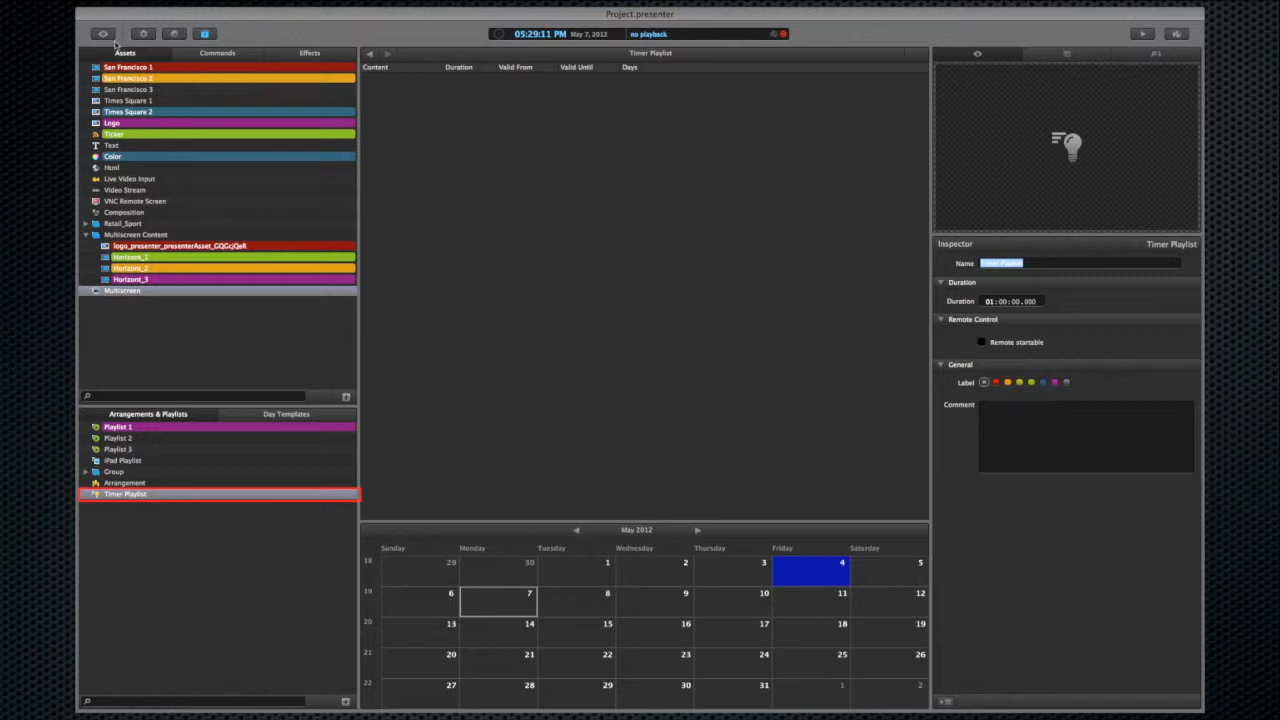 Project.presenter
05:29:11 PM May 7, 2012 no playback
Assets Commands Effects
San Francisco 1
San Francisco 2
San Francisco 3
Times Square 1
Times Square 2
Logo
Ticker
Text
Color
Html
Live Video Input
Video Stream
VNC Remote Screen
Composition
Retail_Sport
Multiscreen Content
logo_presenter_presenterAsset_GQGcjQeR
Horizont_1
Horizont_2
Horizont_3
Multiscreen
Arrangements & Playlists Day Templates
Playlist 1
Playlist 2
Playlist 3
iPad Playlist
Group
Arrangement
Timer Playlist
Timer Playlist
Content Duration Valid From Valid Until Days
May 2012
Sunday Monday Tuesday Wednesday Thursday Friday Saturday
18 29 30 1 2 3 4 5
19 6 7 8 9 10 11 12
20 13 14 15 16 17 18 19
21 20 21 22 23 24 25 26
22 27 28 29 30 31 1 2
Inspector Timer Playlist
Name Timer Playlist
Duration
Duration 01:00:00.000
Remote Control
Remote startable
General
Label
Comment